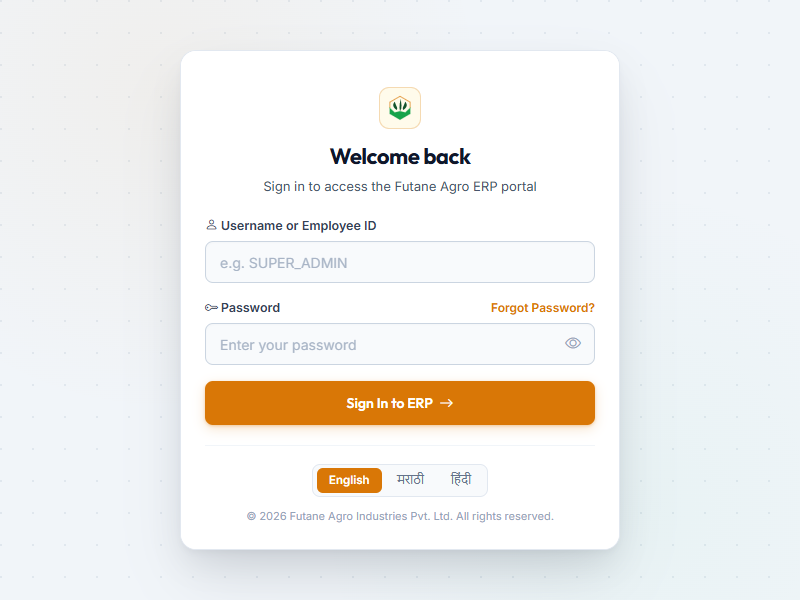 Welcome back
Sign in to access the Futane Agro ERP portal
Username or Employee ID
e.g. SUPER_ADMIN
Password Forgot Password?
Enter your password
Sign In to ERP →
English मराठी हिंदी
© 2026 Futane Agro Industries Pvt. Ltd. All rights reserved.